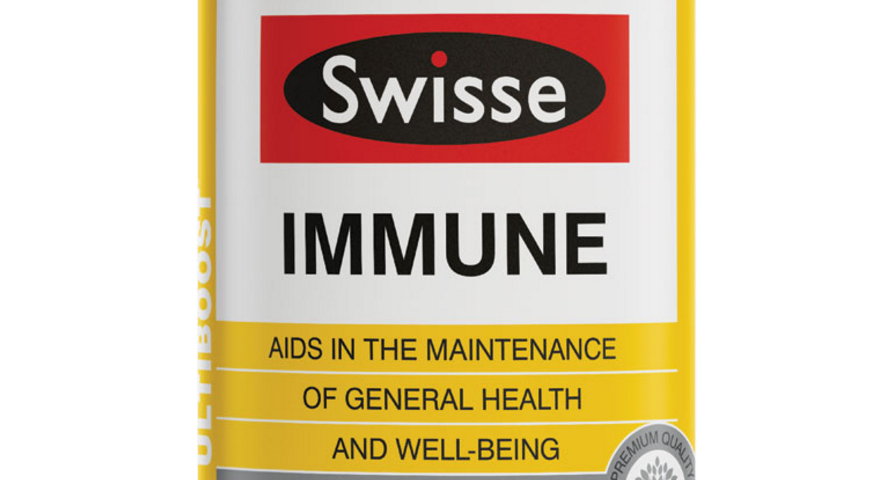 Swisse
IMMUNE
AIDS IN THE MAINTENANCE
OF GENERAL HEALTH
AND WELL-BEING
ULTIBOOST
PREMIUM QUALITY